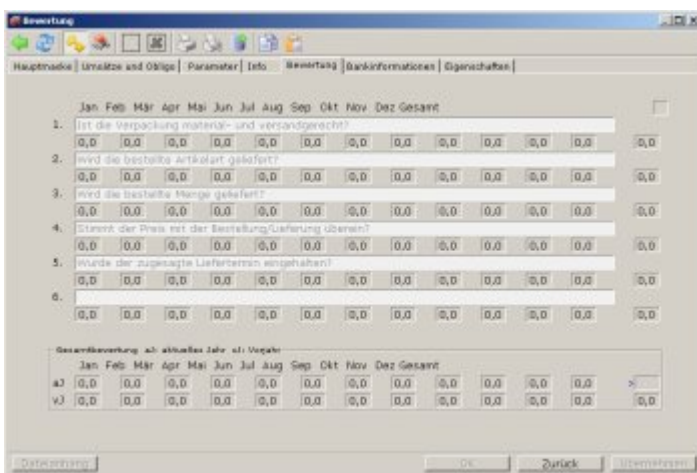 Bewertung
Hauptmaske Umsätze und Obligo Parameter Info Bewertung Bankinformationen Eigenschaften
Jan Feb Mär Apr Mai Jun Jul Aug Sep Okt Nov Dez Gesamt
1. Ist die Verpackung material- und versandgerecht?
0,0 0,0 0,0 0,0 0,0 0,0 0,0 0,0 0,0 0,0 0,0 0,0 0,0
2. Wird die bestellte Artikelart geliefert?
0,0 0,0 0,0 0,0 0,0 0,0 0,0 0,0 0,0 0,0 0,0 0,0 0,0
3. Wird die bestellte Menge geliefert?
0,0 0,0 0,0 0,0 0,0 0,0 0,0 0,0 0,0 0,0 0,0 0,0 0,0
4. Stimmt der Preis mit der Bestellung/Lieferung überein?
0,0 0,0 0,0 0,0 0,0 0,0 0,0 0,0 0,0 0,0 0,0 0,0 0,0
5. Wurde der zugesagte Liefertermin eingehalten?
0,0 0,0 0,0 0,0 0,0 0,0 0,0 0,0 0,0 0,0 0,0 0,0 0,0
6.
0,0 0,0 0,0 0,0 0,0 0,0 0,0 0,0 0,0 0,0 0,0 0,0 0,0
Gesamtbewertung aJ: aktuelles Jahr vJ: Vorjahr
Jan Feb Mär Apr Mai Jun Jul Aug Sep Okt Nov Dez Gesamt
aJ 0,0 0,0 0,0 0,0 0,0 0,0 0,0 0,0 0,0 0,0 0,0 0,0 >
vJ 0,0 0,0 0,0 0,0 0,0 0,0 0,0 0,0 0,0 0,0 0,0 0,0 0,0
Dateianhang Ok Zurück Übernehmen